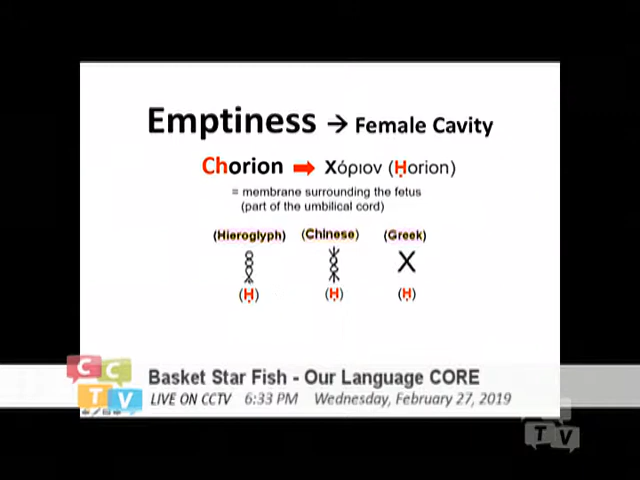 Emptiness → Female Cavity
Chorion ➡ Χόριον (Ḥorion)
= membrane surrounding the fetus
(part of the umbilical cord)
(Hieroglyph) (Chinese) (Greek)
X
(Ḥ) (Ḥ) (Ḥ)
CCTV
Basket Star Fish - Our Language CORE
LIVE ON CCTV 6:33 PM Wednesday, February 27, 2019
TV